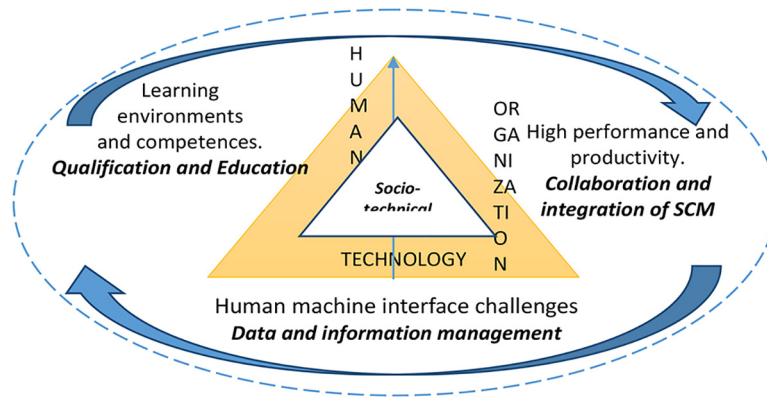 H
U
M
A
N
Learning
environments
and competences.
Qualification and Education
OR
GA
NI
ZA
TI
O
N
High performance and
productivity.
Collaboration and
integration of SCM
Socio-
technical
TECHNOLOGY
Human machine interface challenges
Data and information management